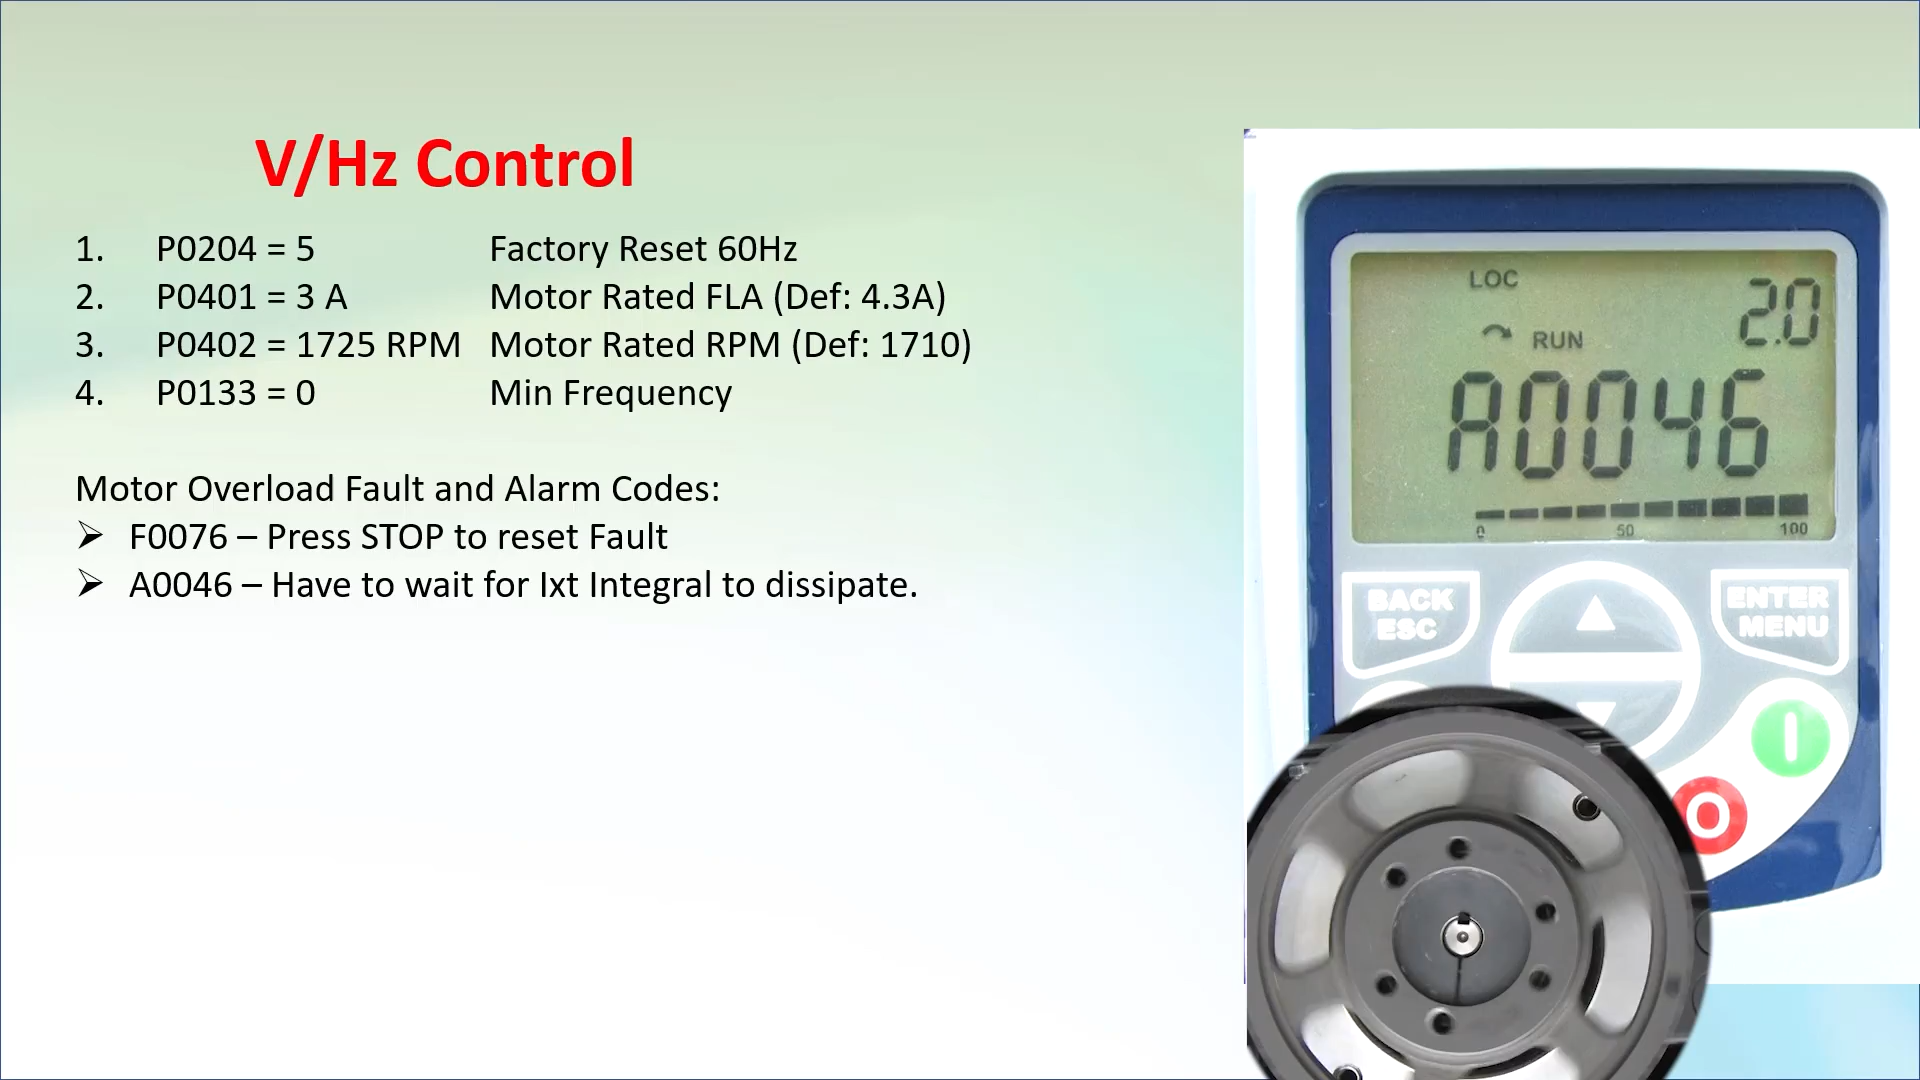 V/Hz Control
1. P0204 = 5 Factory Reset 60Hz
2. P0401 = 3 A Motor Rated FLA (Def: 4.3A)
3. P0402 = 1725 RPM Motor Rated RPM (Def: 1710)
4. P0133 = 0 Min Frequency
Motor Overload Fault and Alarm Codes:
➢ F0076 – Press STOP to reset Fault
➢ A0046 – Have to wait for Ixt Integral to dissipate.
LOC 2.0
RUN
A0046
0 50 100
BACK
ESC
ENTER
MENU
I
O